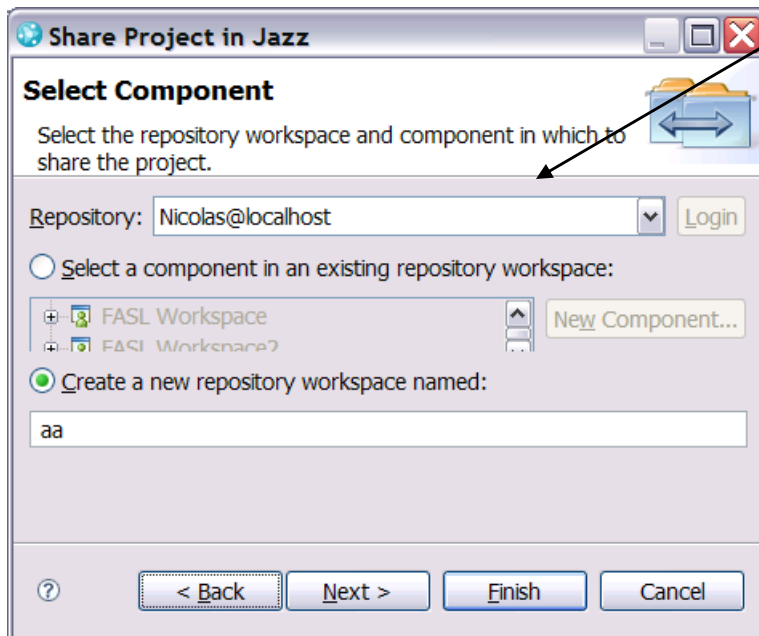 Share Project in Jazz
Select Component
Select the repository workspace and component in which to
share the project.
Repository: Nicolas@localhost Login
Select a component in an existing repository workspace:
FASL Workspace New Component...
FASL Workspace2
Create a new repository workspace named:
aa
? < Back Next > Finish Cancel